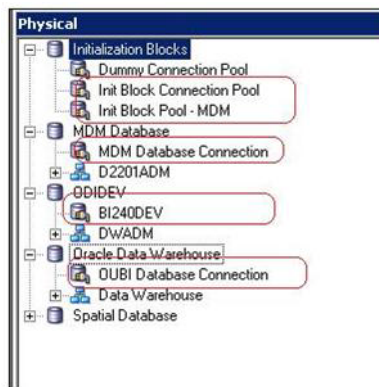 Physical
Initialization Blocks
Dummy Connection Pool
Init Block Connection Pool
Init Block Pool - MDM
MDM Database
MDM Database Connection
D2201ADM
ODIDEV
BI240DEV
DWADM
Oracle Data Warehouse
OUBI Database Connection
Data Warehouse
Spatial Database